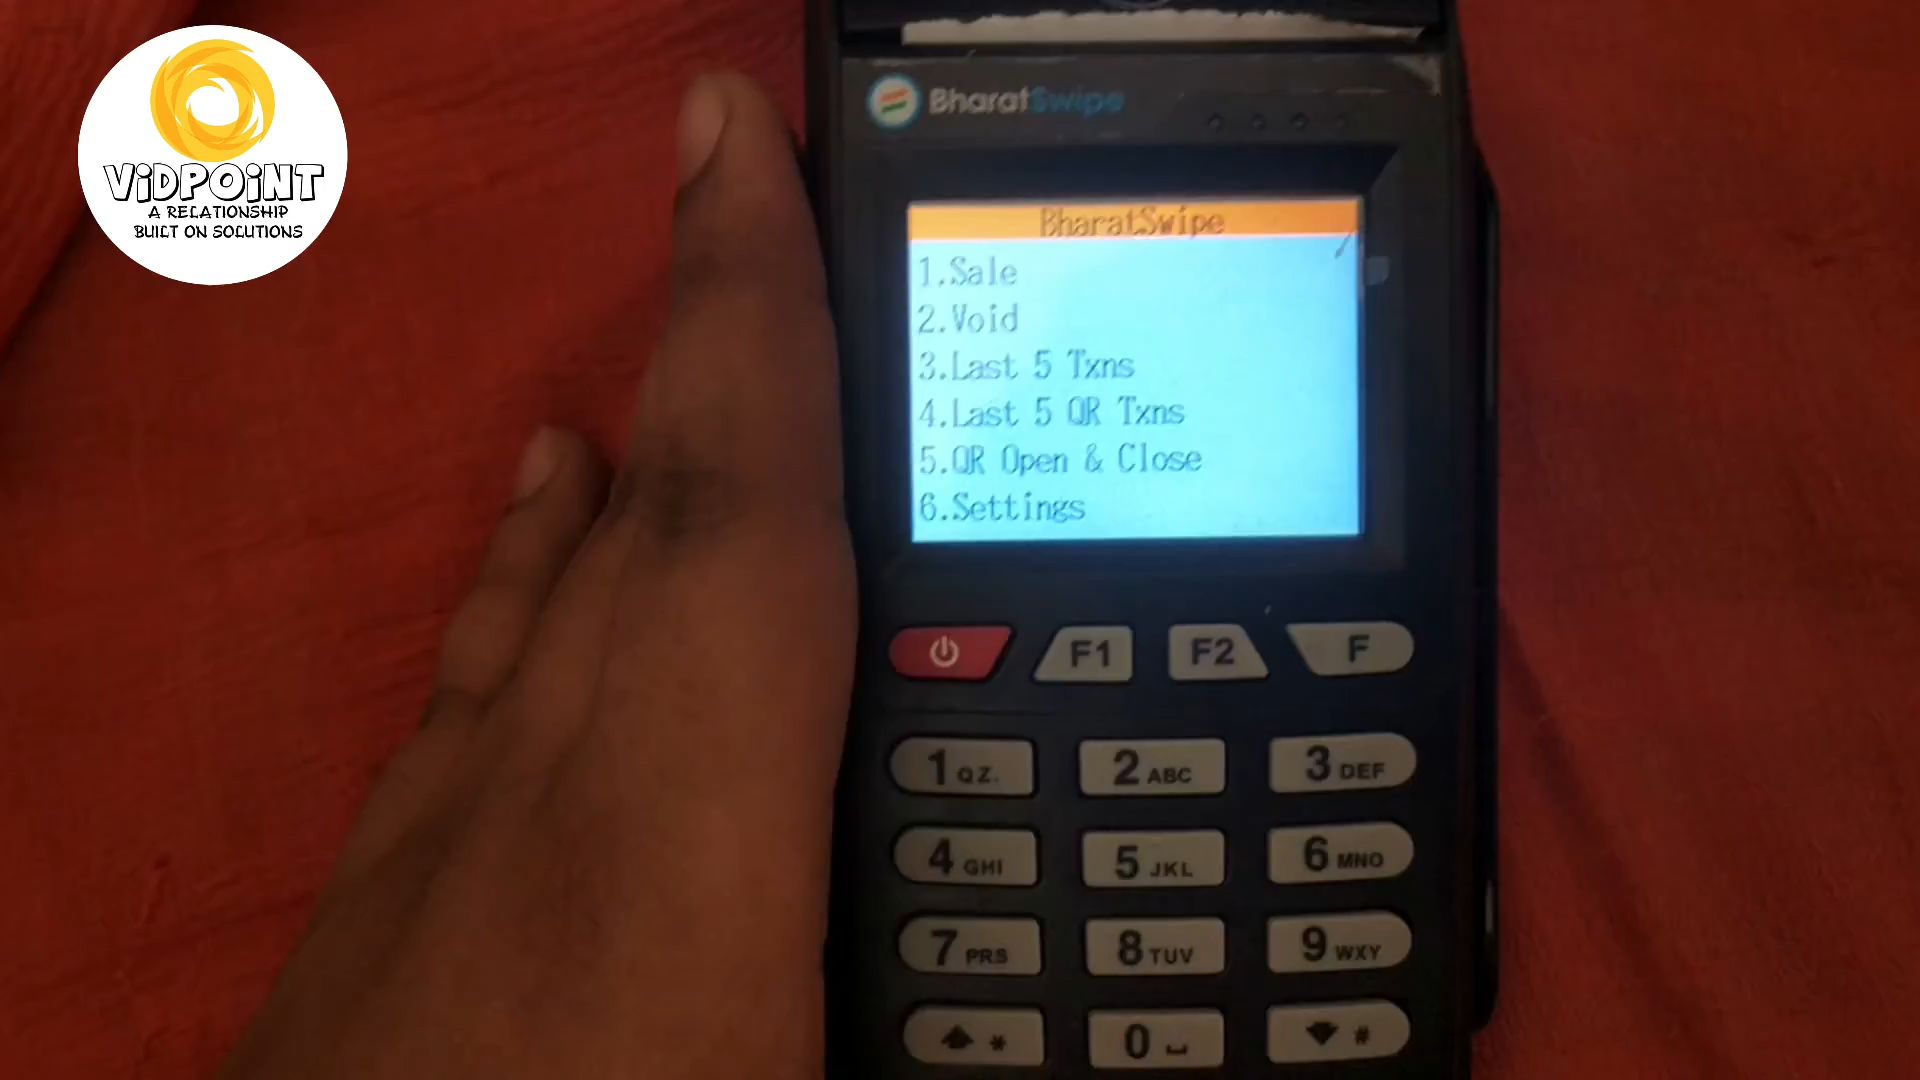 ViDPOiNT
A RELATIONSHIP
BUILT ON SOLUTIONS
BharatSwipe
BharatSwipe
1.Sale
2.Void
3.Last 5 Txns
4.Last 5 QR Txns
5.QR Open & Close
6.Settings
F1 F2 F
1 QZ. 2 ABC 3 DEF
4 GHI 5 JKL 6 MNO
7 PRS 8 TUV 9 WXY
* 0 #